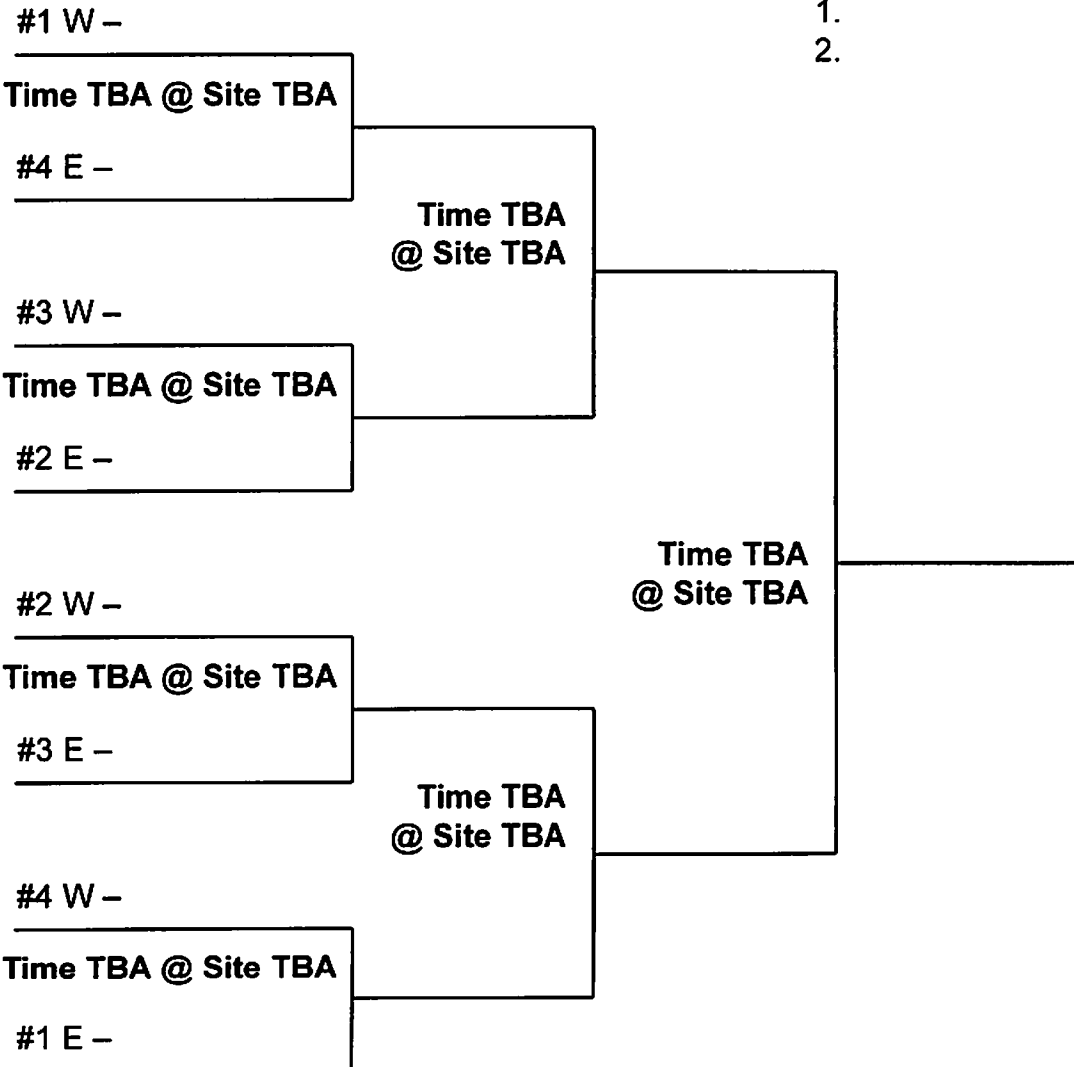 1.
2.
#1 W –
Time TBA @ Site TBA
#4 E –
Time TBA
@ Site TBA
#3 W –
Time TBA @ Site TBA
#2 E –
Time TBA
@ Site TBA
#2 W –
Time TBA @ Site TBA
#3 E –
Time TBA
@ Site TBA
#4 W –
Time TBA @ Site TBA
#1 E –